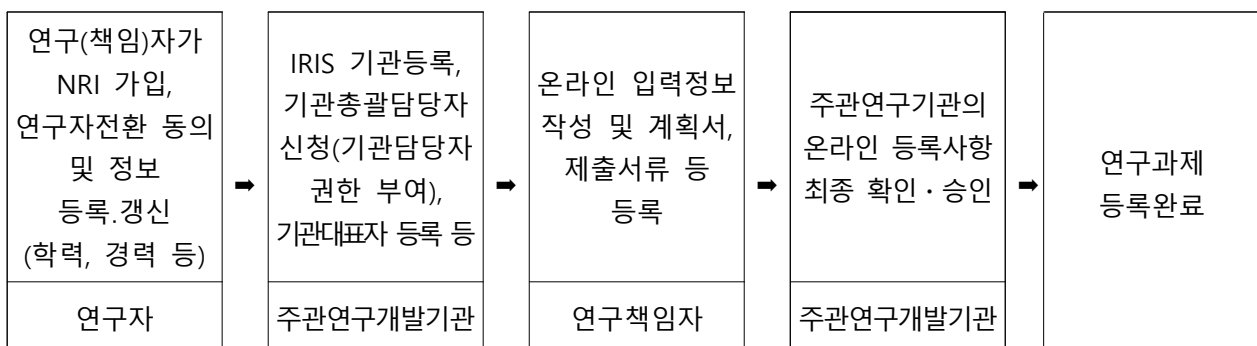 연구(책임)자가
NRI 가입,
연구자전환 동의
및 정보
등록.갱신
(학력, 경력 등)
연구자
➡
IRIS 기관등록,
기관총괄담당자
신청(기관담당자
권한 부여),
기관대표자 등록 등
주관연구개발기관
➡
온라인 입력정보
작성 및 계획서,
제출서류 등
등록
연구책임자
➡
주관연구기관의
온라인 등록사항
최종 확인・승인
주관연구개발기관
➡
연구과제
등록완료